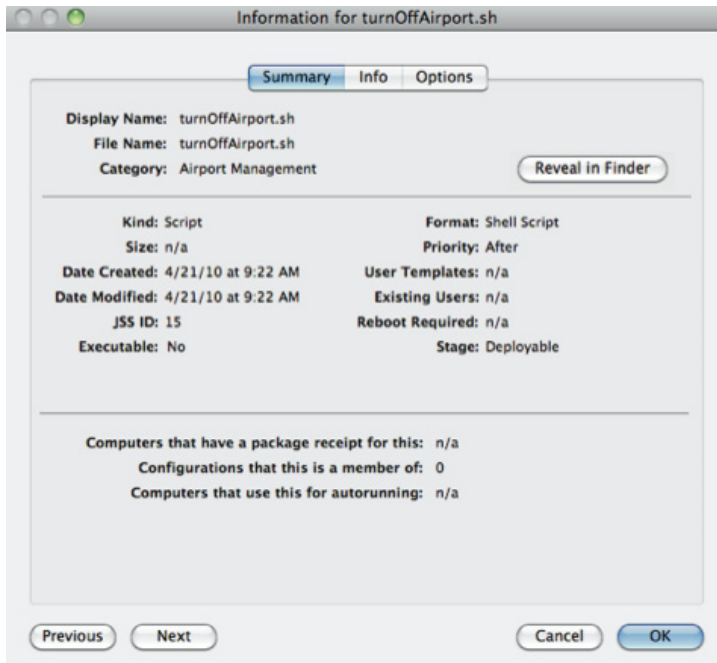 Information for turnOffAirport.sh
Summary Info Options
Display Name: turnOffAirport.sh
File Name: turnOffAirport.sh
Category: Airport Management
Reveal in Finder
Kind: Script
Format: Shell Script
Size: n/a
Priority: After
Date Created: 4/21/10 at 9:22 AM
User Templates: n/a
Date Modified: 4/21/10 at 9:22 AM
Existing Users: n/a
JSS ID: 15
Reboot Required: n/a
Executable: No
Stage: Deployable
Computers that have a package receipt for this: n/a
Configurations that this is a member of: 0
Computers that use this for autorunning: n/a
Previous Next Cancel OK